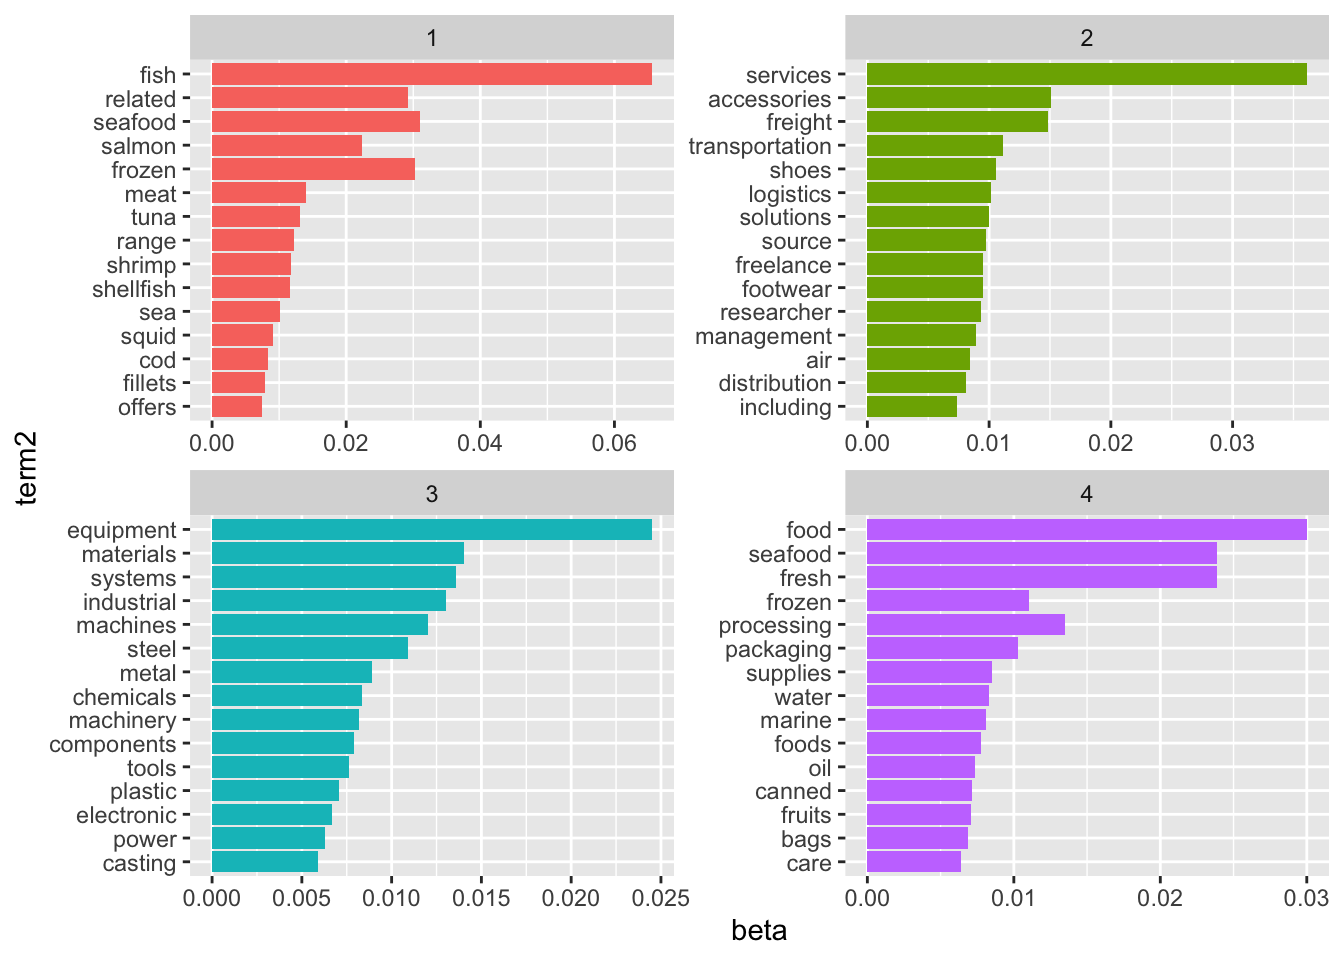 1
fish
related
seafood
salmon
frozen
meat
tuna
range
shrimp
shellfish
sea
squid
cod
fillets
offers
0.00 0.02 0.04 0.06
2
services
accessories
freight
transportation
shoes
logistics
solutions
source
freelance
footwear
researcher
management
air
distribution
including
0.00 0.01 0.02 0.03
term2
3
equipment
materials
systems
industrial
machines
steel
metal
chemicals
machinery
components
tools
plastic
electronic
power
casting
0.000 0.005 0.010 0.015 0.020 0.025
4
food
seafood
fresh
frozen
processing
packaging
supplies
water
marine
foods
oil
canned
fruits
bags
care
0.00 0.01 0.02 0.03
beta